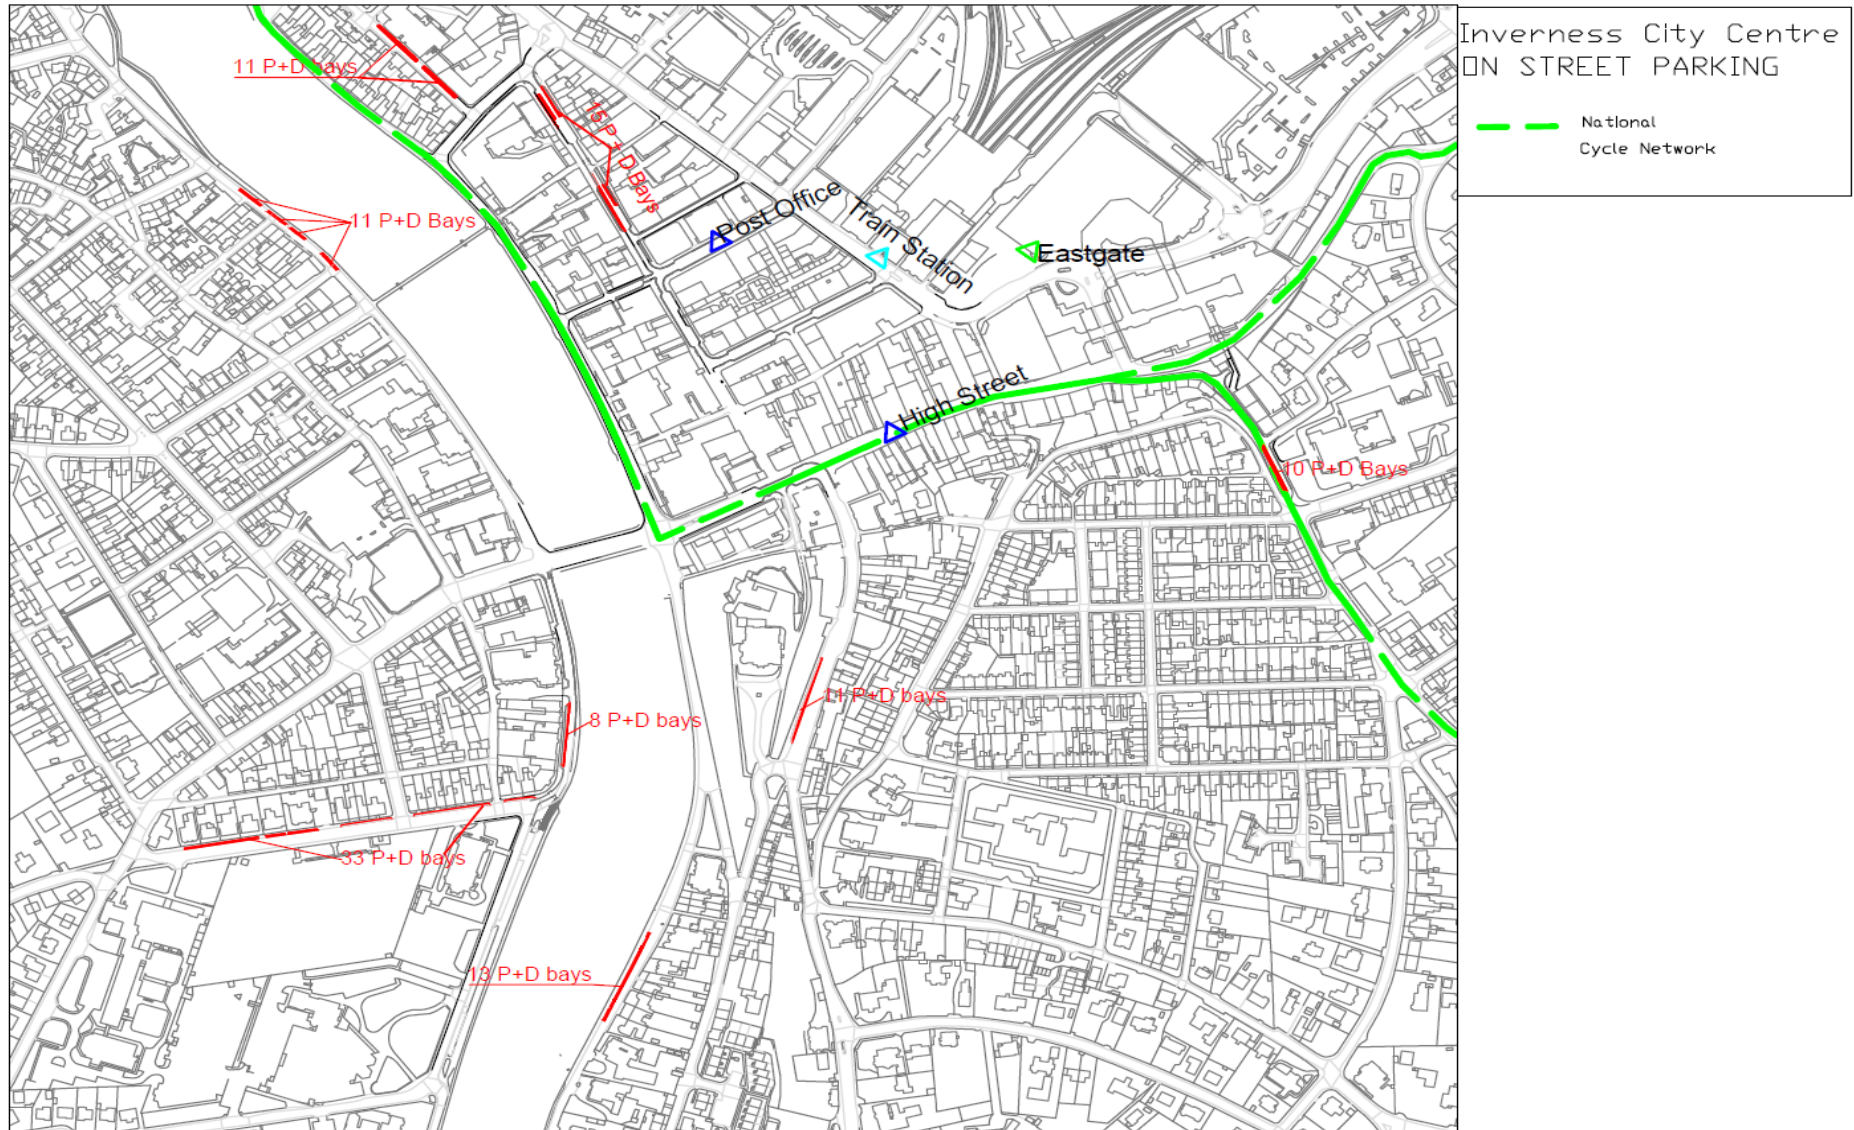 Inverness City Centre
ON STREET PARKING
National
Cycle Network
11 P+D bays
15 P+D Bays
11 P+D Bays
Post Office
Train Station
Eastgate
High Street
10 P+D Bays
11 P+D bays
8 P+D bays
33 P+D bays
13 P+D bays